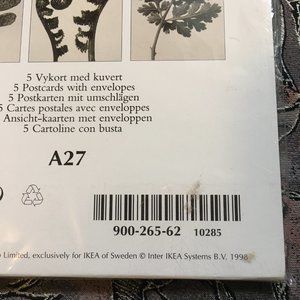 5 Vykort med kuvert
5 Postcards with envelopes
5 Postkarten mit umschlägen
5 Cartes postales avec enveloppes
Ansicht-kaarten met enveloppen
5 Cartoline con busta
A27
900-265-62 10285
Limited, exclusively for IKEA of Sweden © Inter IKEA Systems B.V. 1998